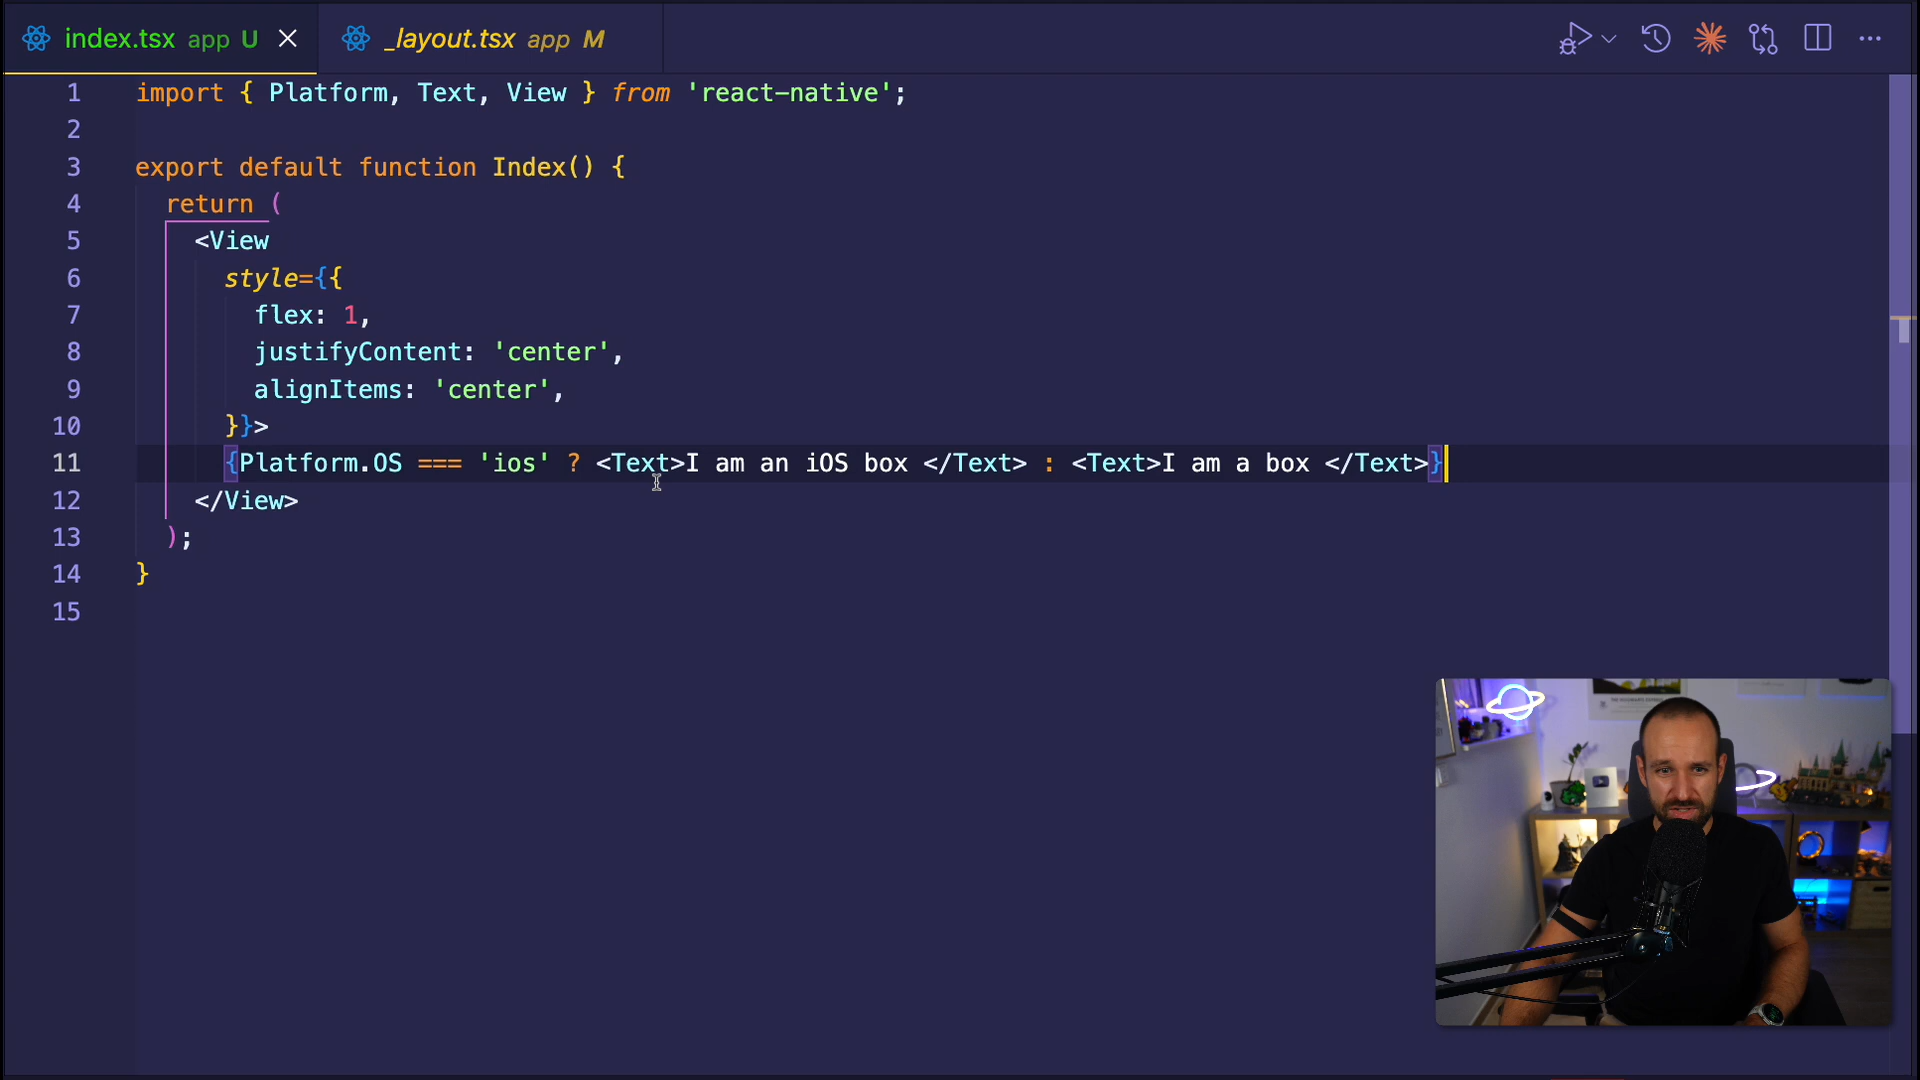 index.tsx app U
_layout.tsx app M
1 import { Platform, Text, View } from 'react-native';
2
3 export default function Index() {
4 return (
5 <View
6 style={{
7 flex: 1,
8 justifyContent: 'center',
9 alignItems: 'center',
10 }}>
11 {Platform.OS === 'ios' ? <Text>I am an iOS box </Text> : <Text>I am a box </Text>}
12 </View>
13 );
14 }
15